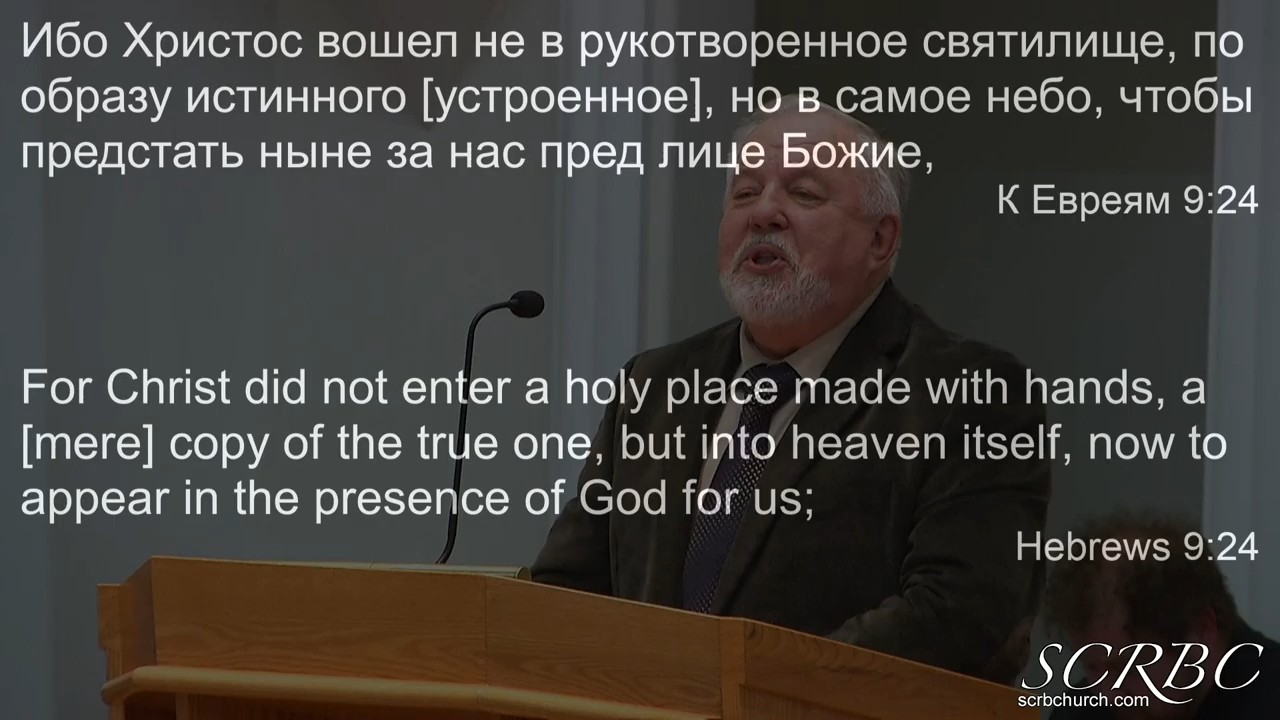 Ибо Христос вошел не в рукотворенное святилище, по
образу истинного [устроенное], но в самое небо, чтобы
предстать ныне за нас пред лице Божие,
К Евреям 9:24
For Christ did not enter a holy place made with hands, a
[mere] copy of the true one, but into heaven itself, now to
appear in the presence of God for us;
Hebrews 9:24
SCRBC
scrbchurch.com